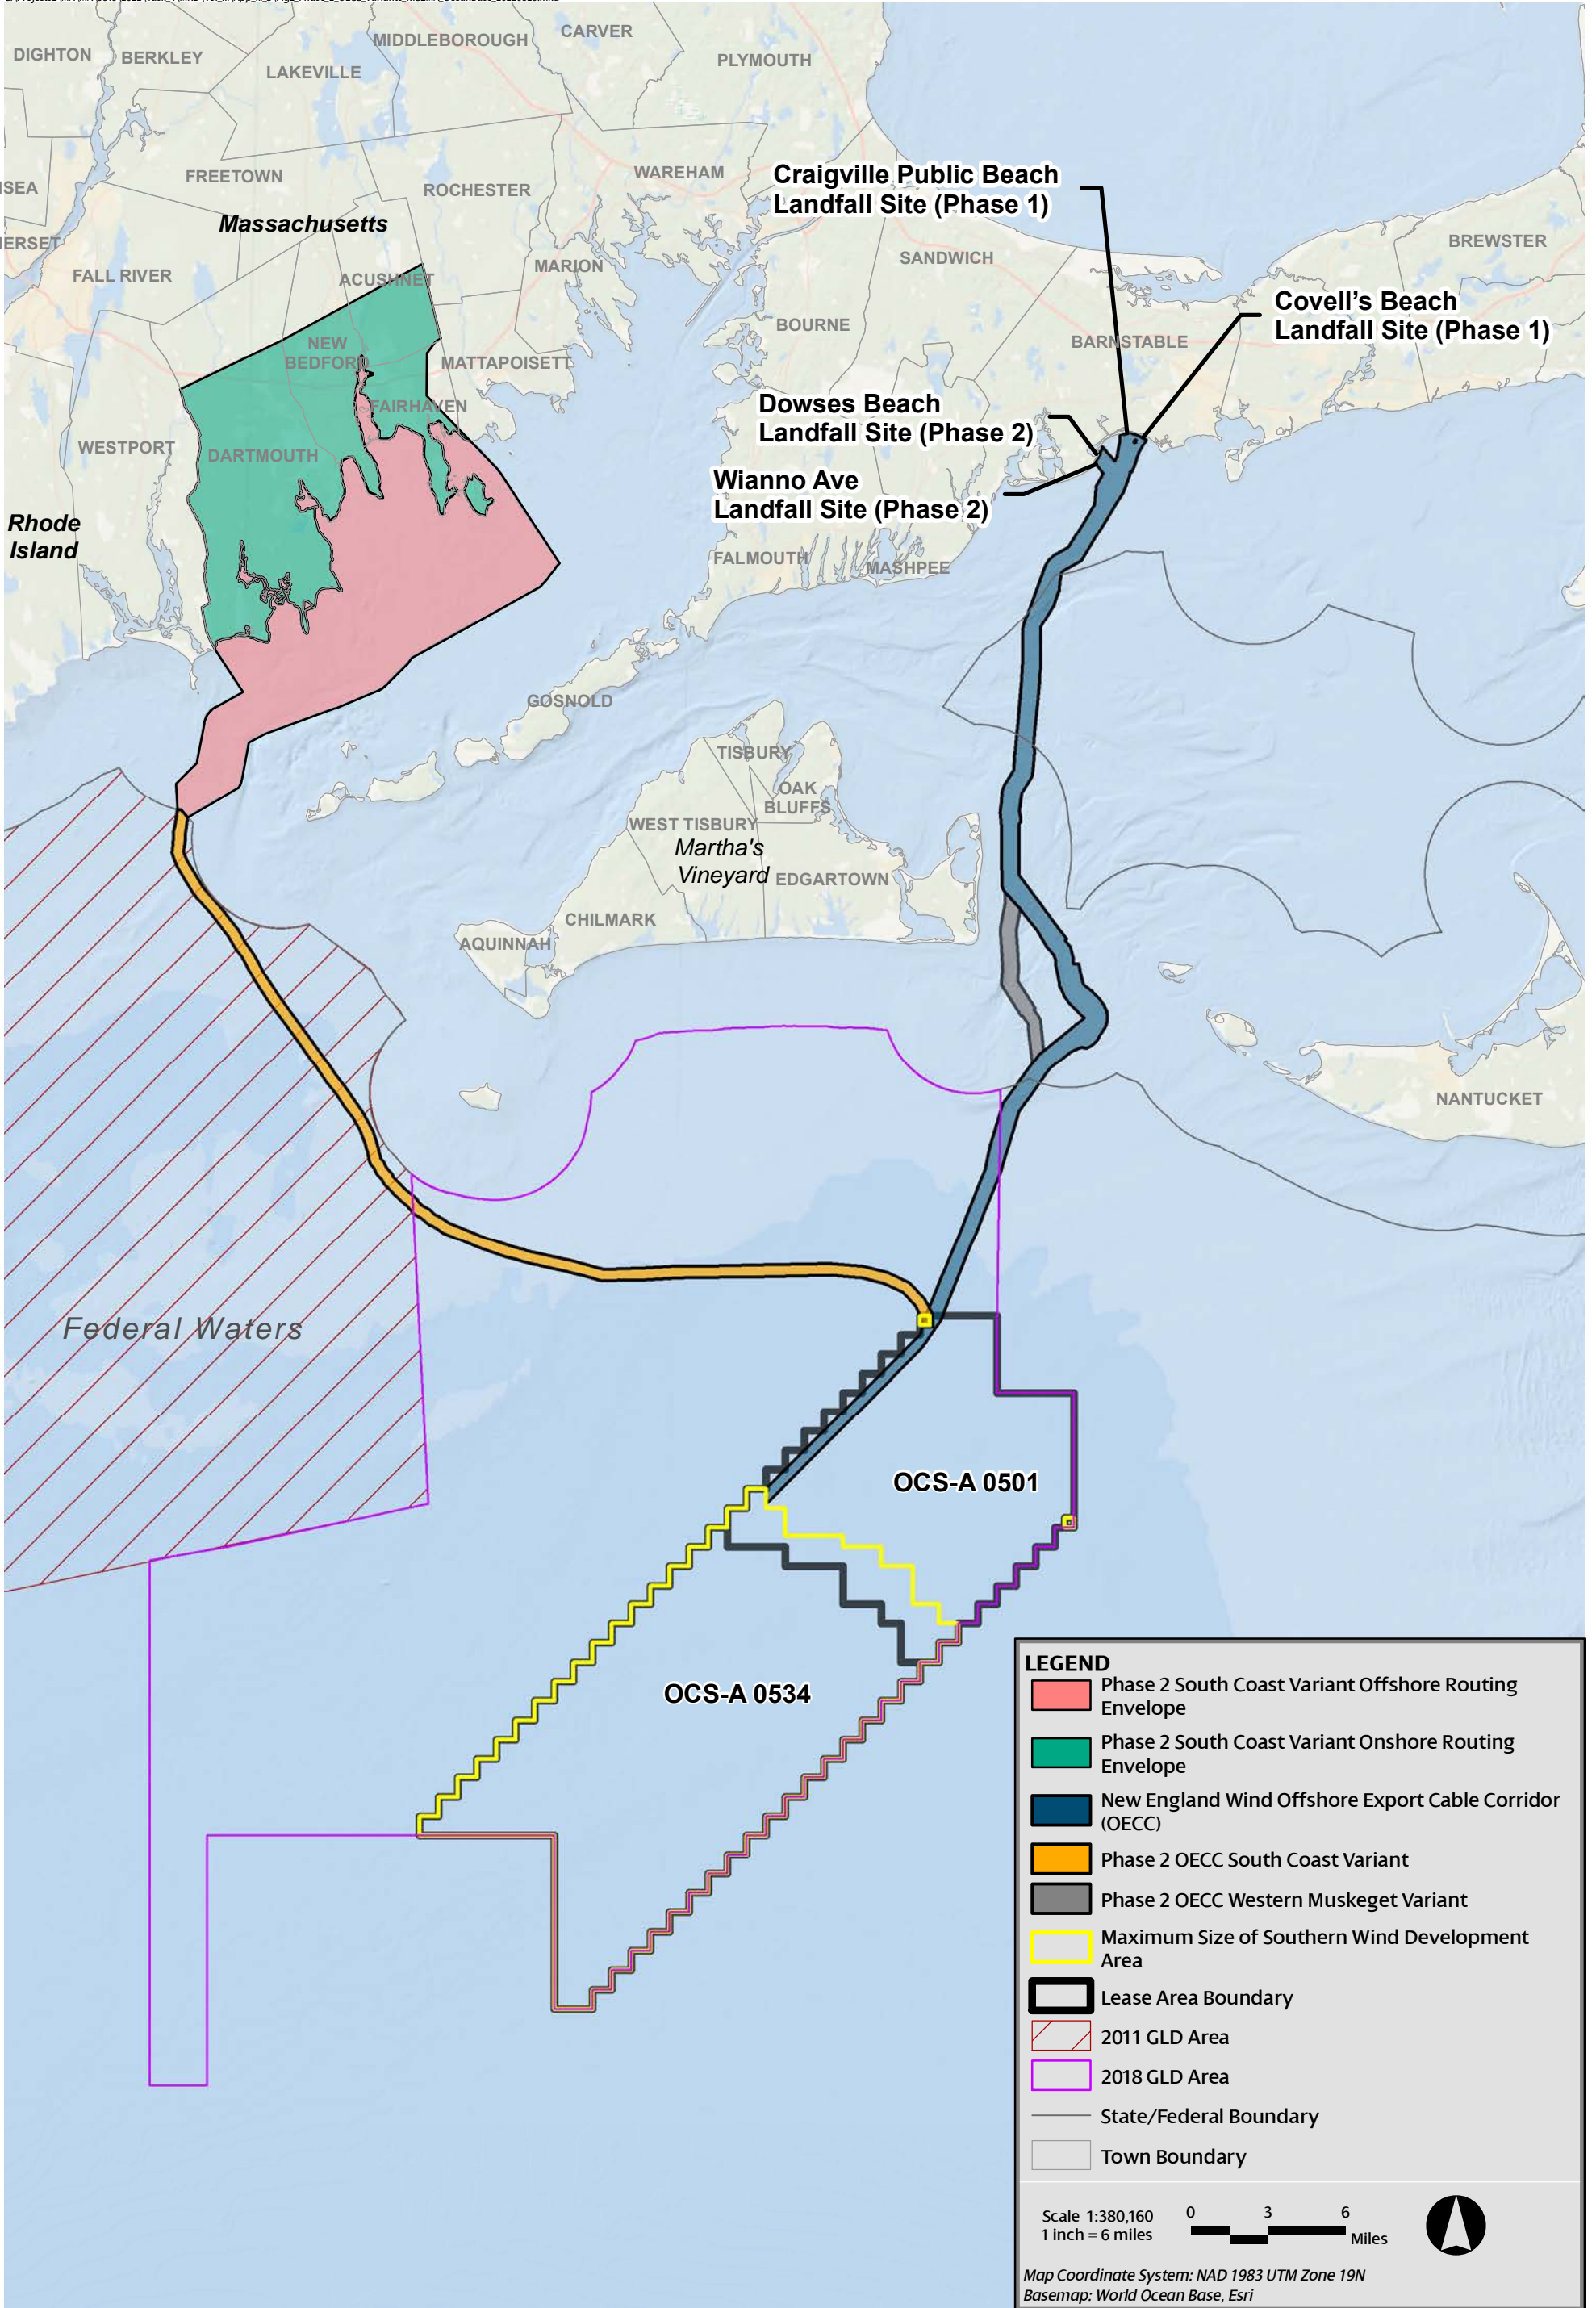 DIGHTON
BERKLEY
LAKEVILLE
MIDDLEBOROUGH
CARVER
PLYMOUTH
FREETOWN
ROCHESTER
WAREHAM
Massachusetts
FALL RIVER
ACUSHNET
MARION
SANDWICH
BREWSTER
Craigville Public Beach
Landfall Site (Phase 1)
Covell's Beach
Landfall Site (Phase 1)
BOURNE
BARNSTABLE
NEW
BEDFORD
MATTAPOISETT
FAIRHAVEN
WESTPORT
DARTMOUTH
Dowses Beach
Landfall Site (Phase 2)
Wianno Ave
Landfall Site (Phase 2)
Rhode
Island
FALMOUTH
MASHPEE
GOSNOLD
TISBURY
OAK
BLUFFS
WEST TISBURY
Martha's
Vineyard
EDGARTOWN
CHILMARK
AQUINNAH
NANTUCKET
Federal Waters
OCS-A 0501
OCS-A 0534
LEGEND
Phase 2 South Coast Variant Offshore Routing
Envelope
Phase 2 South Coast Variant Onshore Routing
Envelope
New England Wind Offshore Export Cable Corridor
(OECC)
Phase 2 OECC South Coast Variant
Phase 2 OECC Western Muskeget Variant
Maximum Size of Southern Wind Development
Area
Lease Area Boundary
2011 GLD Area
2018 GLD Area
State/Federal Boundary
Town Boundary
Scale 1:380,160
1 inch = 6 miles
0 3 6
Miles
Map Coordinate System: NAD 1983 UTM Zone 19N
Basemap: World Ocean Base, Esri